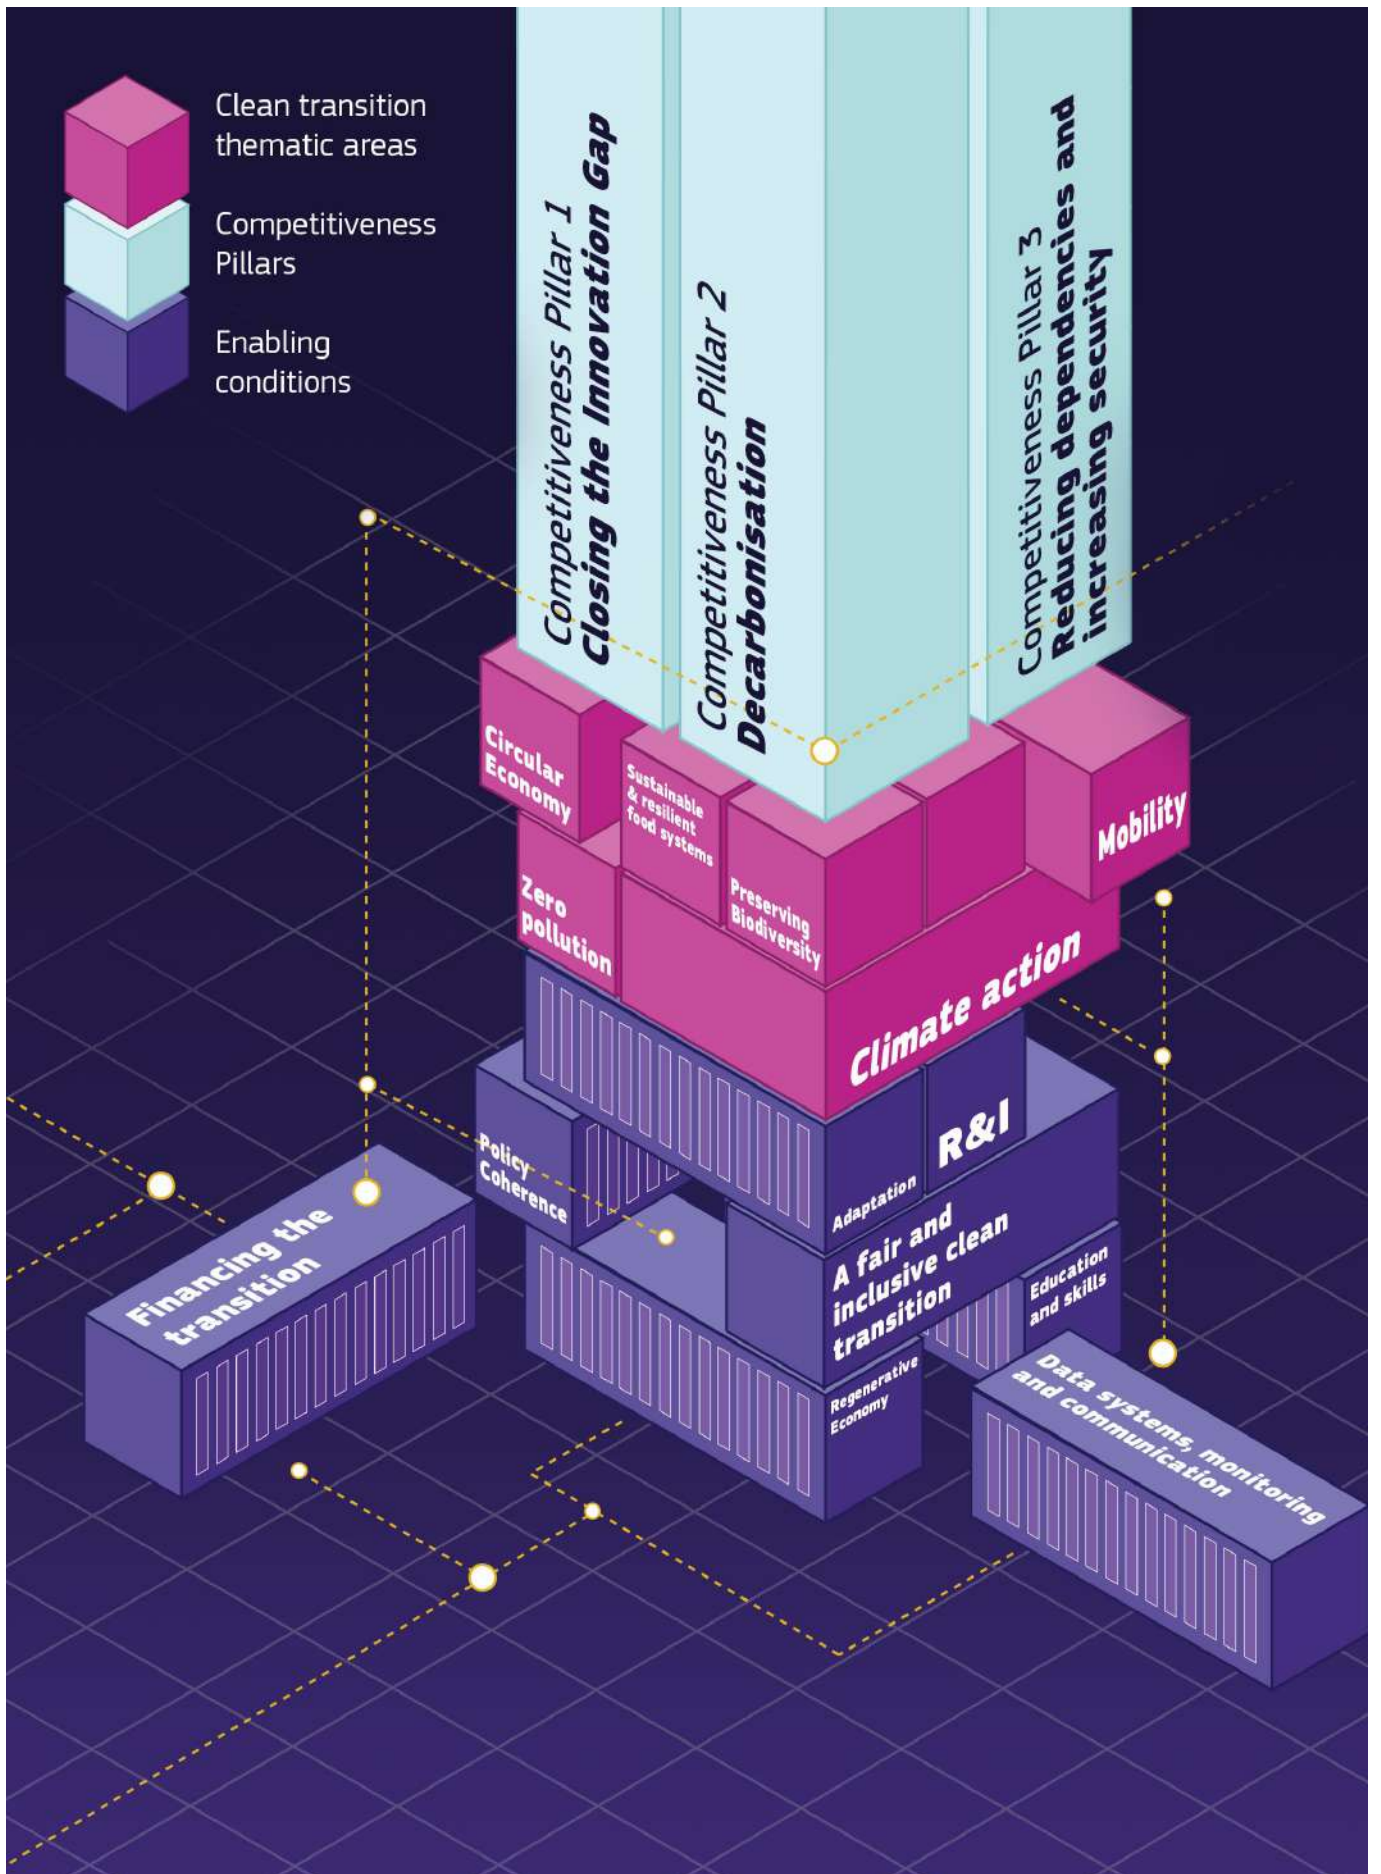 Clean transition
thematic areas
Competitiveness
Pillars
Enabling
conditions
Competitiveness Pillar 1
Closing the Innovation Gap
Competitiveness Pillar 2
Decarbonisation
Competitiveness Pillar 3
Reducing dependencies and
increasing security
Circular
Economy
Sustainable
& resilient
food systems
Preserving
Biodiversity
Mobility
Zero
pollution
Climate action
Policy
Coherence
Adaptation
R&I
A fair and
inclusive clean
transition
Education
and skills
Regenerative
Economy
Financing the
transition
Data systems, monitoring
and communication